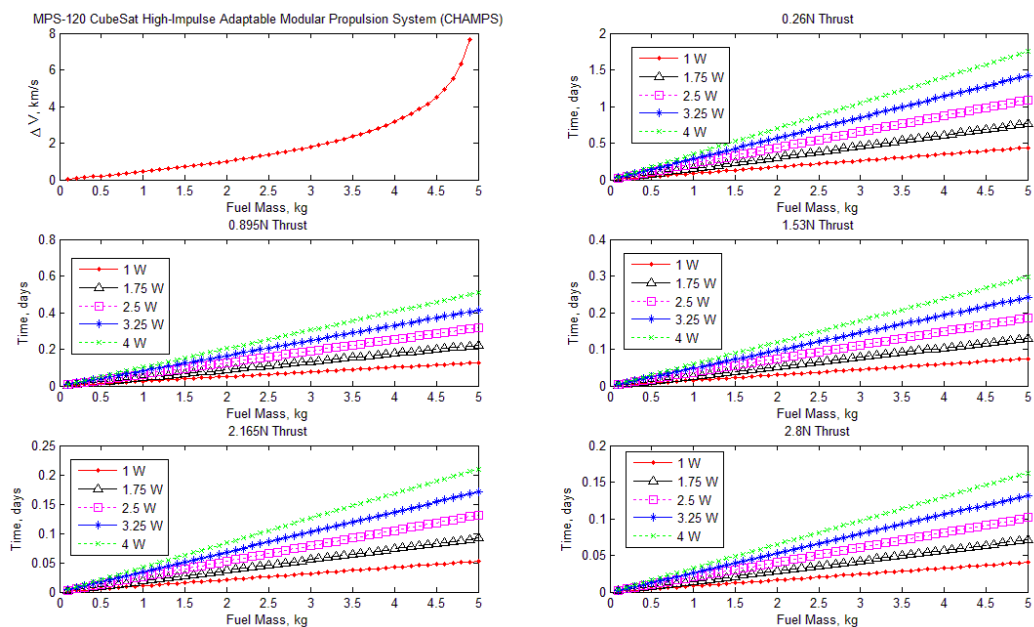 MPS-120 CubeSat High-Impulse Adaptable Modular Propulsion System (CHAMPS)
8
6
4
2
0
Δ V, km/s
0 0.5 1 1.5 2 2.5 3 3.5 4 4.5 5
Fuel Mass, kg
0.26N Thrust
2
1.5
1
0.5
0
Time, days
1 W
1.75 W
2.5 W
3.25 W
4 W
0 0.5 1 1.5 2 2.5 3 3.5 4 4.5 5
Fuel Mass, kg
0.895N Thrust
0.8
0.6
0.4
0.2
0
Time, days
1 W
1.75 W
2.5 W
3.25 W
4 W
0 0.5 1 1.5 2 2.5 3 3.5 4 4.5 5
Fuel Mass, kg
1.53N Thrust
0.4
0.3
0.2
0.1
0
Time, days
1 W
1.75 W
2.5 W
3.25 W
4 W
0 0.5 1 1.5 2 2.5 3 3.5 4 4.5 5
Fuel Mass, kg
2.165N Thrust
0.25
0.2
0.15
0.1
0.05
0
Time, days
1 W
1.75 W
2.5 W
3.25 W
4 W
0 0.5 1 1.5 2 2.5 3 3.5 4 4.5 5
Fuel Mass, kg
2.8N Thrust
0.2
0.15
0.1
0.05
0
Time, days
1 W
1.75 W
2.5 W
3.25 W
4 W
0 0.5 1 1.5 2 2.5 3 3.5 4 4.5 5
Fuel Mass, kg